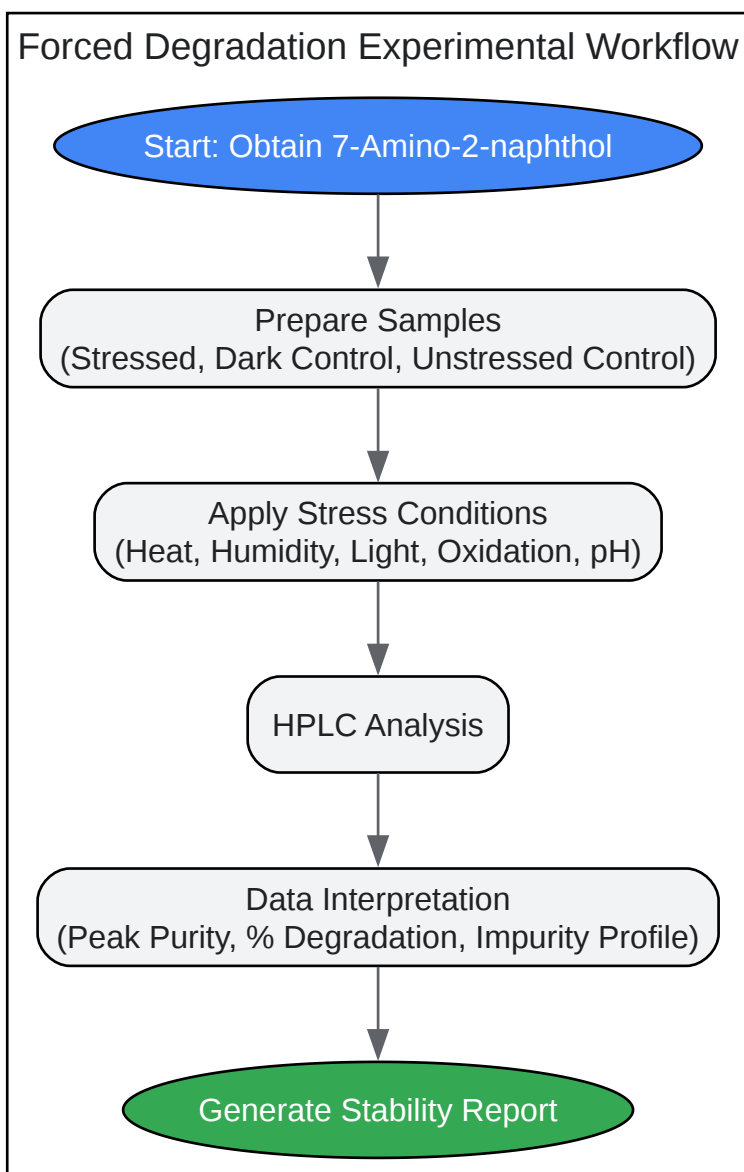 Forced Degradation Experimental Workflow
Start: Obtain 7-Amino-2-naphthol
Prepare Samples
(Stressed, Dark Control, Unstressed Control)
Apply Stress Conditions
(Heat, Humidity, Light, Oxidation, pH)
HPLC Analysis
Data Interpretation
(Peak Purity, % Degradation, Impurity Profile)
Generate Stability Report